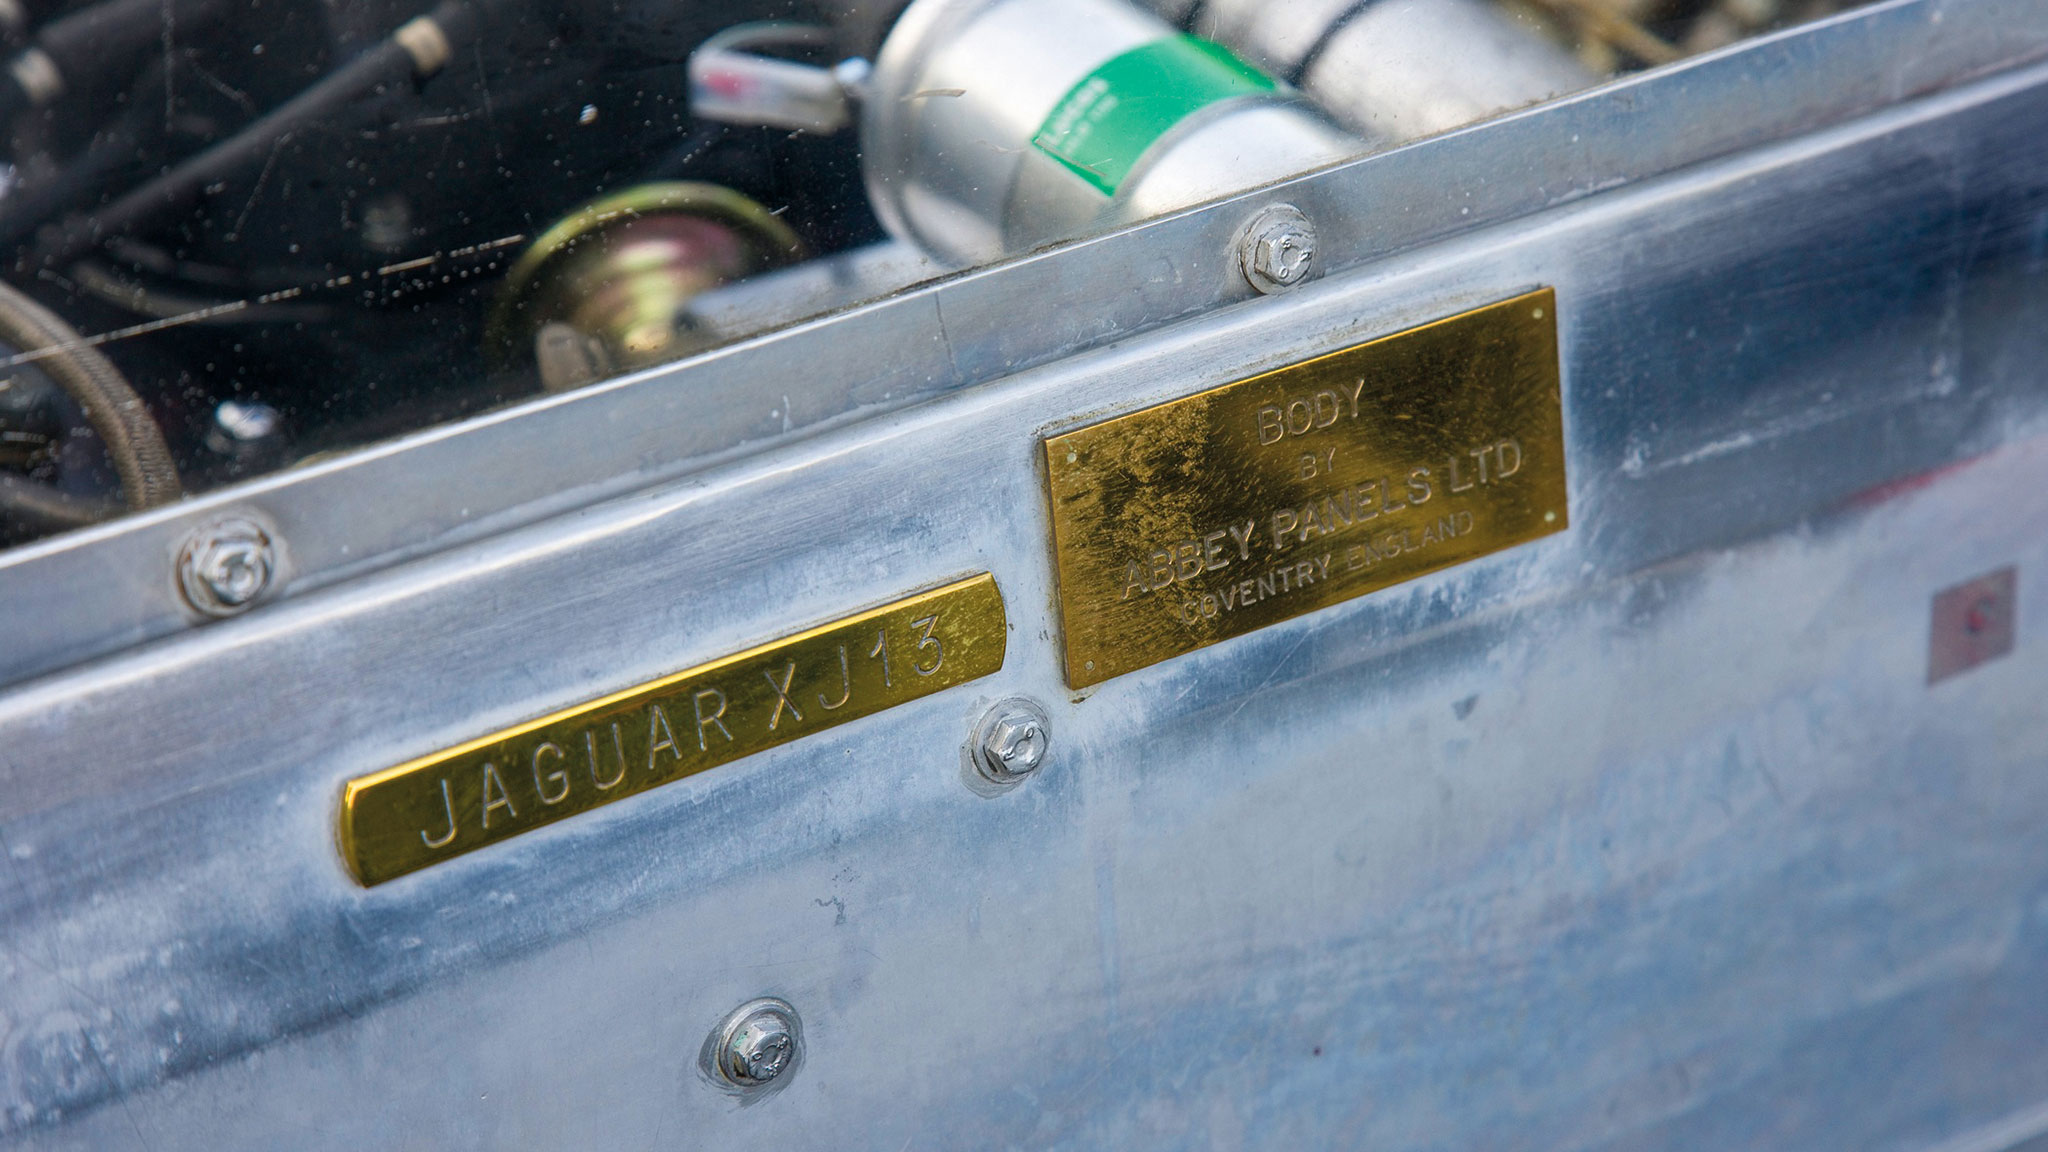 BODY
BY
ABBEY PANELS LTD
COVENTRY ENGLAND
JAGUAR XJ13